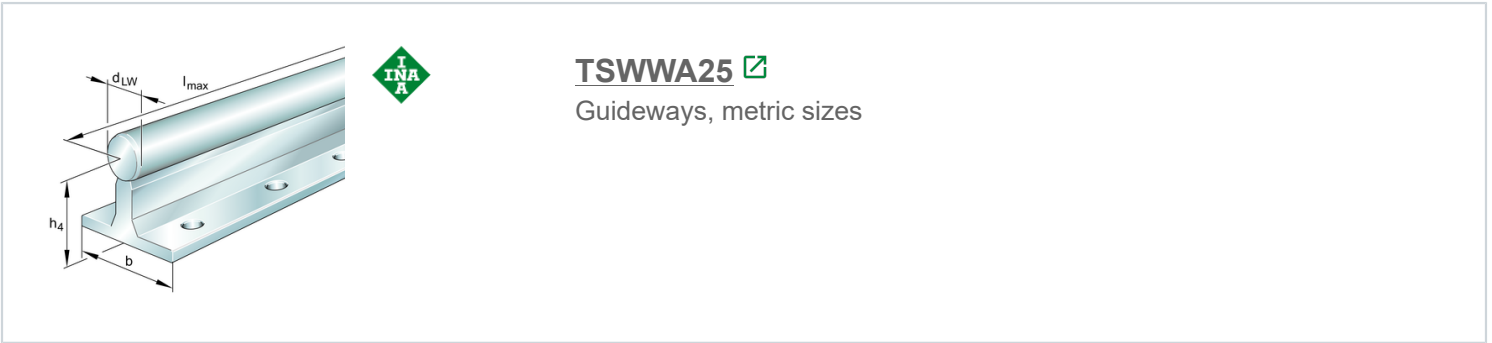 d_LW
l_max
h_4
b
I
INA
A
TSWWA25
Guideways, metric sizes